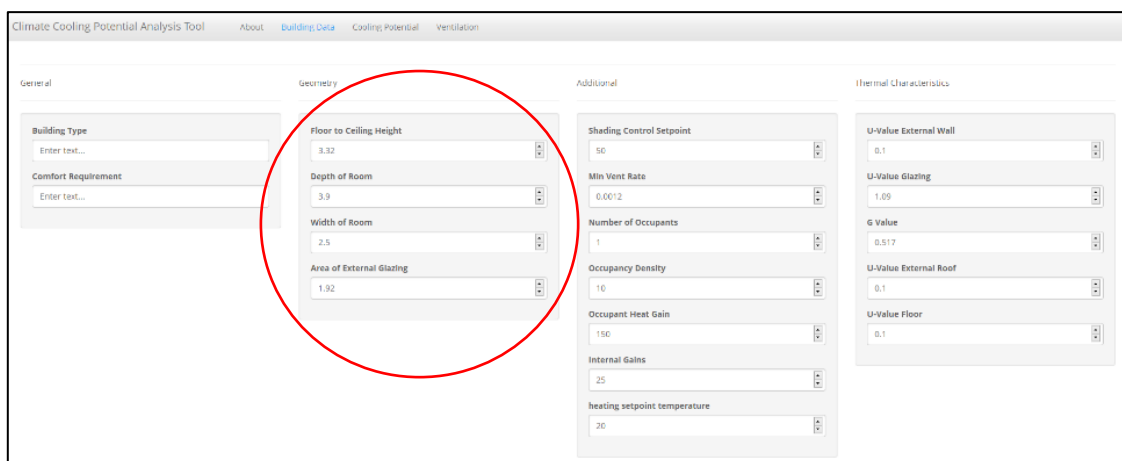 Climate Cooling Potential Analysis Tool About Building Data Cooling Potential Ventilation
General
Building Type
Enter text...
Comfort Requirement
Enter text...
Geometry
Floor to Ceiling Height
3.32
Depth of Room
3.9
Width of Room
2.5
Area of External Glazing
1.92
Additional
Shading Control Setpoint
50
Min Vent Rate
0.0012
Number of Occupants
1
Occupancy Density
10
Occupant Heat Gain
150
Internal Gains
25
heating setpoint temperature
20
Thermal Characteristics
U-Value External Wall
0.1
U-Value Glazing
1.09
G Value
0.517
U-Value External Roof
0.1
U-Value Floor
0.1